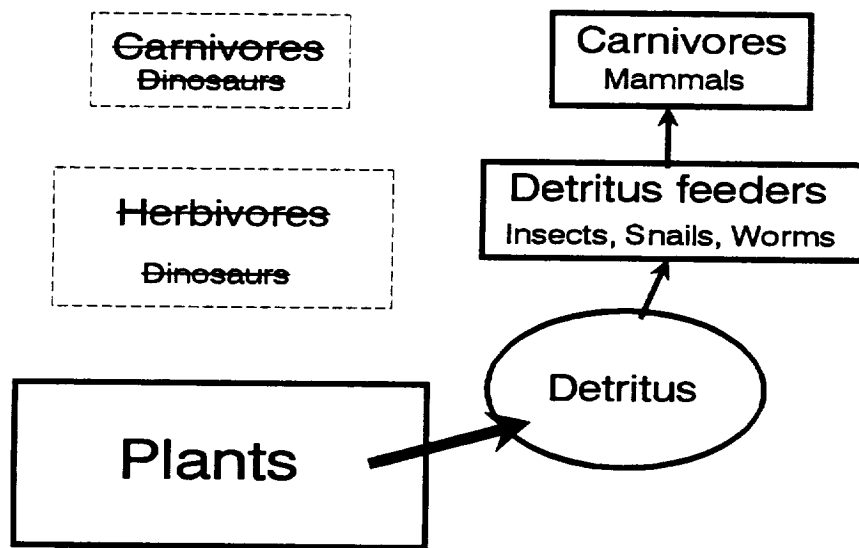 Carnivores
Dinosaurs
Herbivores
Dinosaurs
Plants
Carnivores
Mammals
Detritus feeders
Insects, Snails, Worms
Detritus